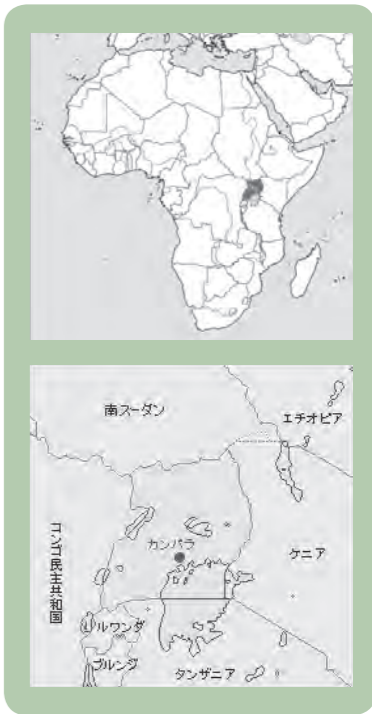 南スーダン
エチオピア
コンゴ民主共和国
カンパラ
ケニア
ルワンダ
ブルンジ
タンザニア